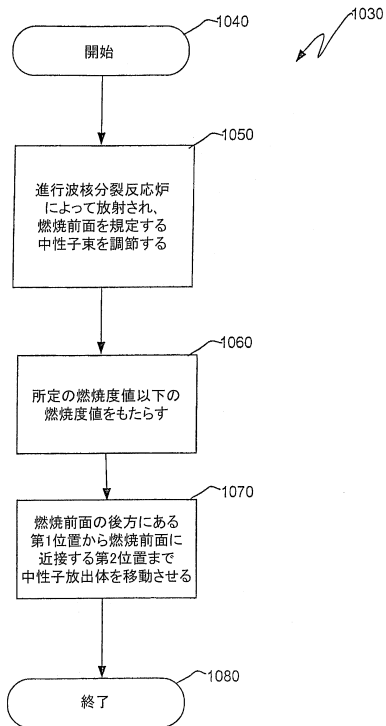 1030
1040
開始
1050
進行波核分裂反応炉
によって放射され、
燃焼前面を規定する
中性子束を調節する
1060
所定の燃焼度値以下の
燃焼度値をもたらす
1070
燃焼前面の後方にある
第1位置から燃焼前面に
近接する第2位置まで
中性子放出体を移動させる
1080
終了